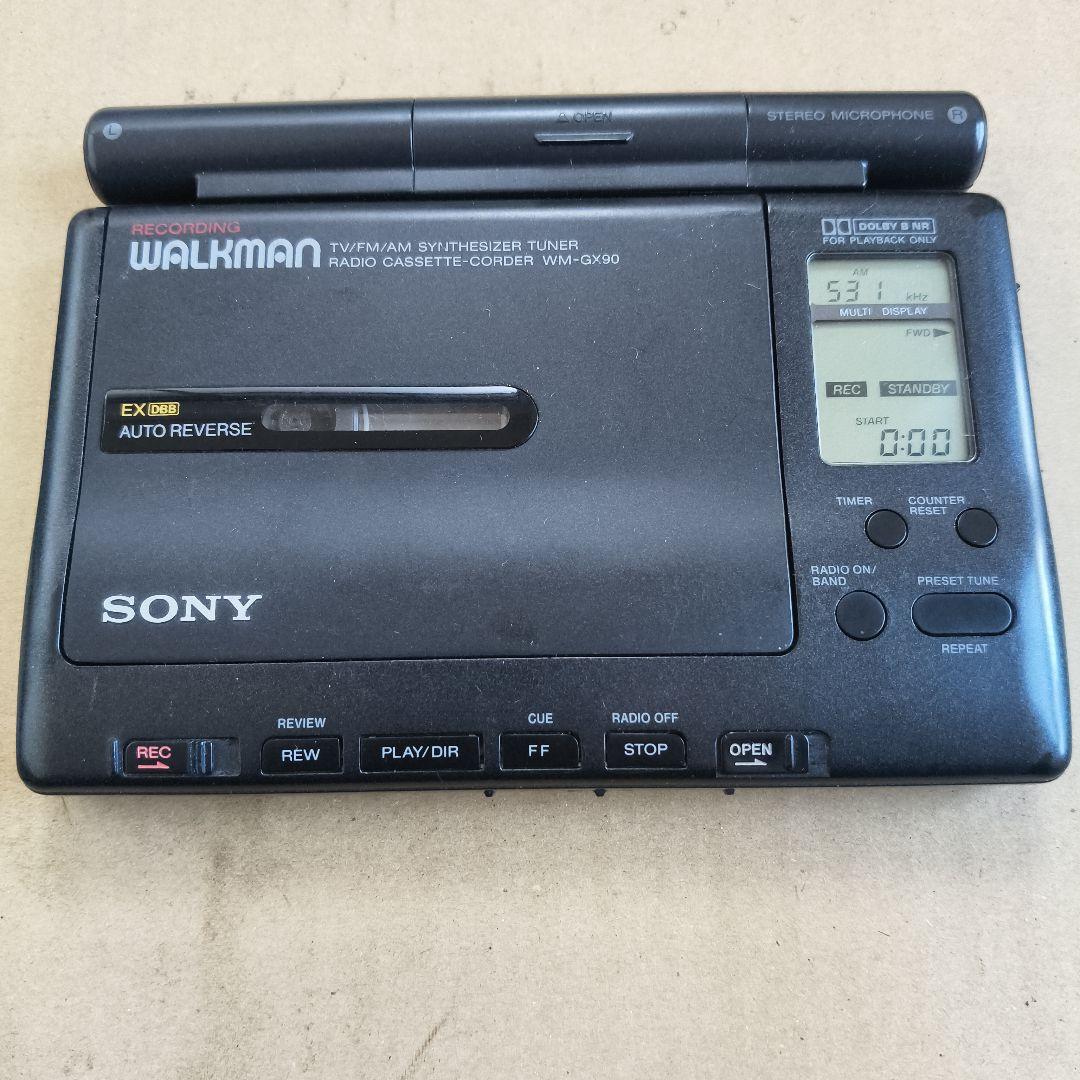 L
OPEN
STEREO MICROPHONE R
RECORDING
WALKMAN
TV/FM/AM SYNTHESIZER TUNER
RADIO CASSETTE-CORDER WM-GX90
DOLBY B NR
FOR PLAYBACK ONLY
AM
531 kHz
MULTI DISPLAY
FWD
REC STANDBY
START
0:00
EX DBB
AUTO REVERSE
TIMER
COUNTER
RESET
RADIO ON/
BAND
PRESET TUNE
REPEAT
SONY
REVIEW
CUE
RADIO OFF
REC
REW
PLAY/DIR
FF
STOP
OPEN